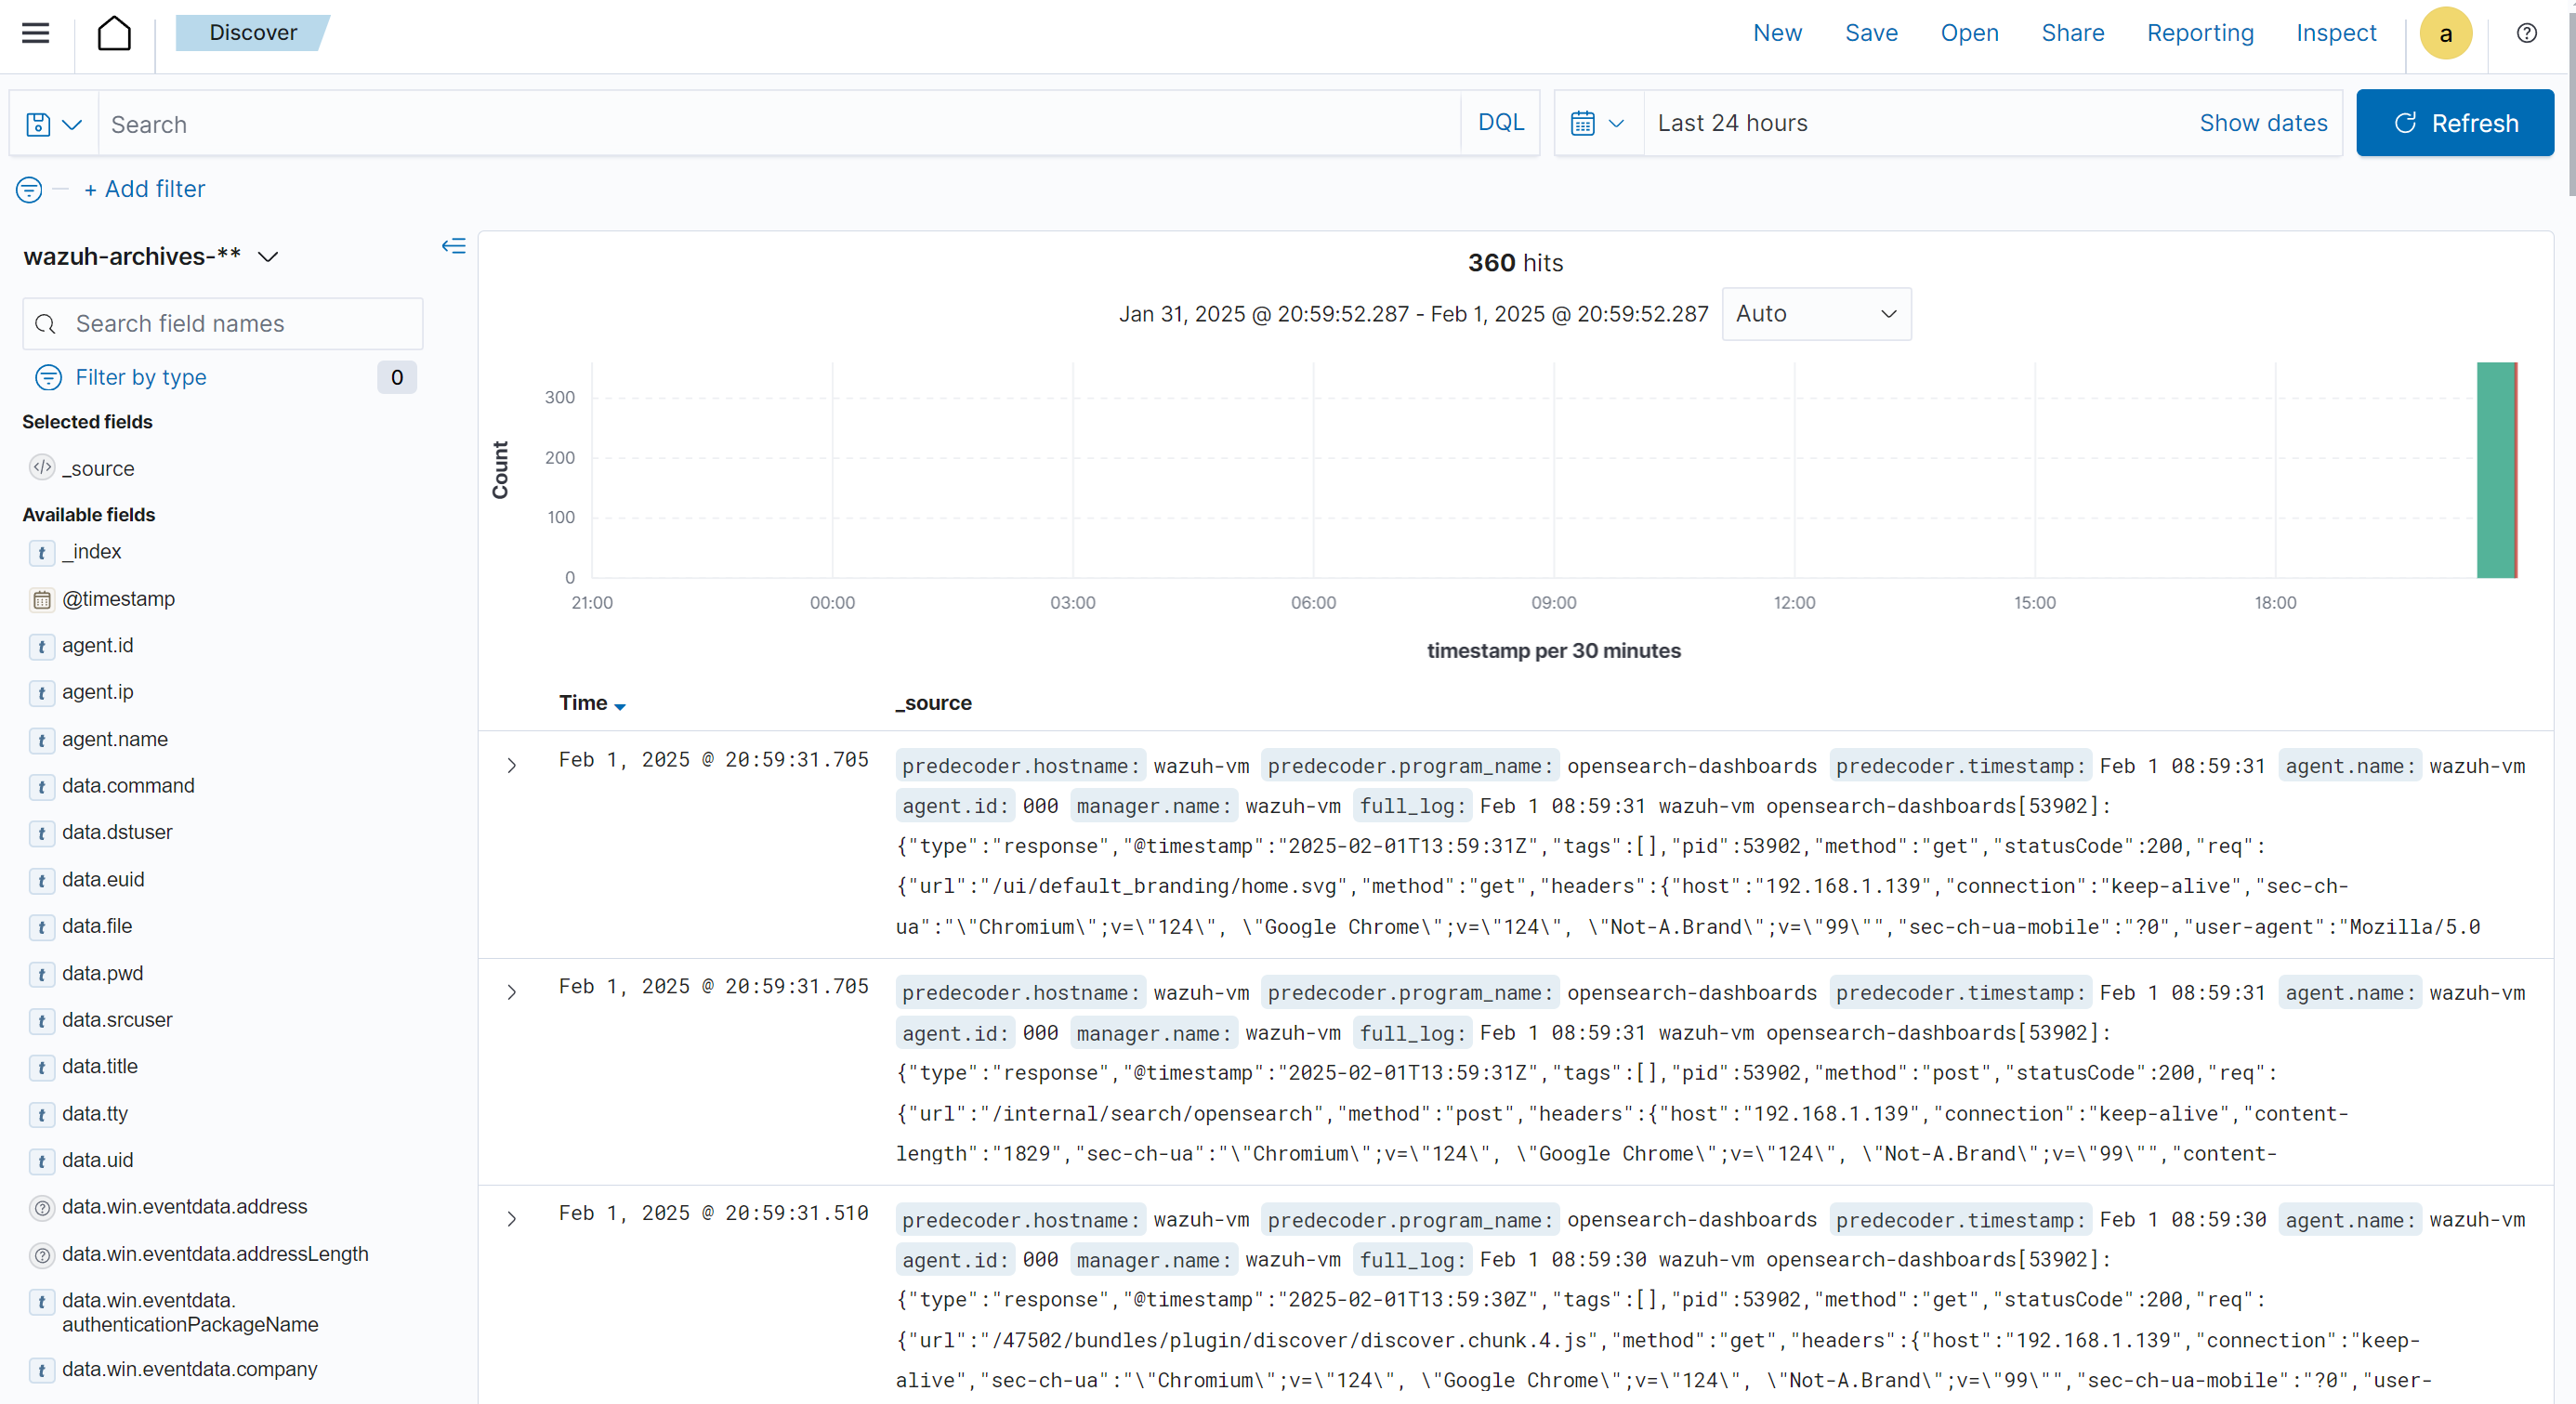 Discover
New Save Open Share Reporting Inspect a
Search DQL Last 24 hours Show dates Refresh
+ Add filter
wazuh-archives-**
Search field names
Filter by type 0
Selected fields
_source
Available fields
t _index
@timestamp
t agent.id
t agent.ip
t agent.name
t data.command
t data.dstuser
t data.euid
t data.file
t data.pwd
t data.srcuser
t data.title
t data.tty
t data.uid
data.win.eventdata.address
data.win.eventdata.addressLength
t data.win.eventdata.
authenticationPackageName
t data.win.eventdata.company
360 hits
Jan 31, 2025 @ 20:59:52.287 - Feb 1, 2025 @ 20:59:52.287 Auto
Count
300
200
100
0
21:00 00:00 03:00 06:00 09:00 12:00 15:00 18:00
timestamp per 30 minutes
Time _source
Feb 1, 2025 @ 20:59:31.705 predecoder.hostname: wazuh-vm predecoder.program_name: opensearch-dashboards predecoder.timestamp: Feb 1 08:59:31 agent.name: wazuh-vm
agent.id: 000 manager.name: wazuh-vm full_log: Feb 1 08:59:31 wazuh-vm opensearch-dashboards[53902]:
{"type":"response","@timestamp":"2025-02-01T13:59:31Z","tags":[],"pid":53902,"method":"get","statusCode":200,"req":
{"url":"/ui/default_branding/home.svg","method":"get","headers":{"host":"192.168.1.139","connection":"keep-alive","sec-ch-
ua":"\"Chromium\";v=\"124\", \"Google Chrome\";v=\"124\", \"Not-A.Brand\";v=\"99\"","sec-ch-ua-mobile":"?0","user-agent":"Mozilla/5.0
Feb 1, 2025 @ 20:59:31.705 predecoder.hostname: wazuh-vm predecoder.program_name: opensearch-dashboards predecoder.timestamp: Feb 1 08:59:31 agent.name: wazuh-vm
agent.id: 000 manager.name: wazuh-vm full_log: Feb 1 08:59:31 wazuh-vm opensearch-dashboards[53902]:
{"type":"response","@timestamp":"2025-02-01T13:59:31Z","tags":[],"pid":53902,"method":"post","statusCode":200,"req":
{"url":"/internal/search/opensearch","method":"post","headers":{"host":"192.168.1.139","connection":"keep-alive","content-
length":"1829","sec-ch-ua":"\"Chromium\";v=\"124\", \"Google Chrome\";v=\"124\", \"Not-A.Brand\";v=\"99\"","content-
Feb 1, 2025 @ 20:59:31.510 predecoder.hostname: wazuh-vm predecoder.program_name: opensearch-dashboards predecoder.timestamp: Feb 1 08:59:30 agent.name: wazuh-vm
agent.id: 000 manager.name: wazuh-vm full_log: Feb 1 08:59:30 wazuh-vm opensearch-dashboards[53902]:
{"type":"response","@timestamp":"2025-02-01T13:59:30Z","tags":[],"pid":53902,"method":"get","statusCode":200,"req":
{"url":"/47502/bundles/plugin/discover/discover.chunk.4.js","method":"get","headers":{"host":"192.168.1.139","connection":"keep-
alive","sec-ch-ua":"\"Chromium\";v=\"124\", \"Google Chrome\";v=\"124\", \"Not-A.Brand\";v=\"99\"","sec-ch-ua-mobile":"?0","user-